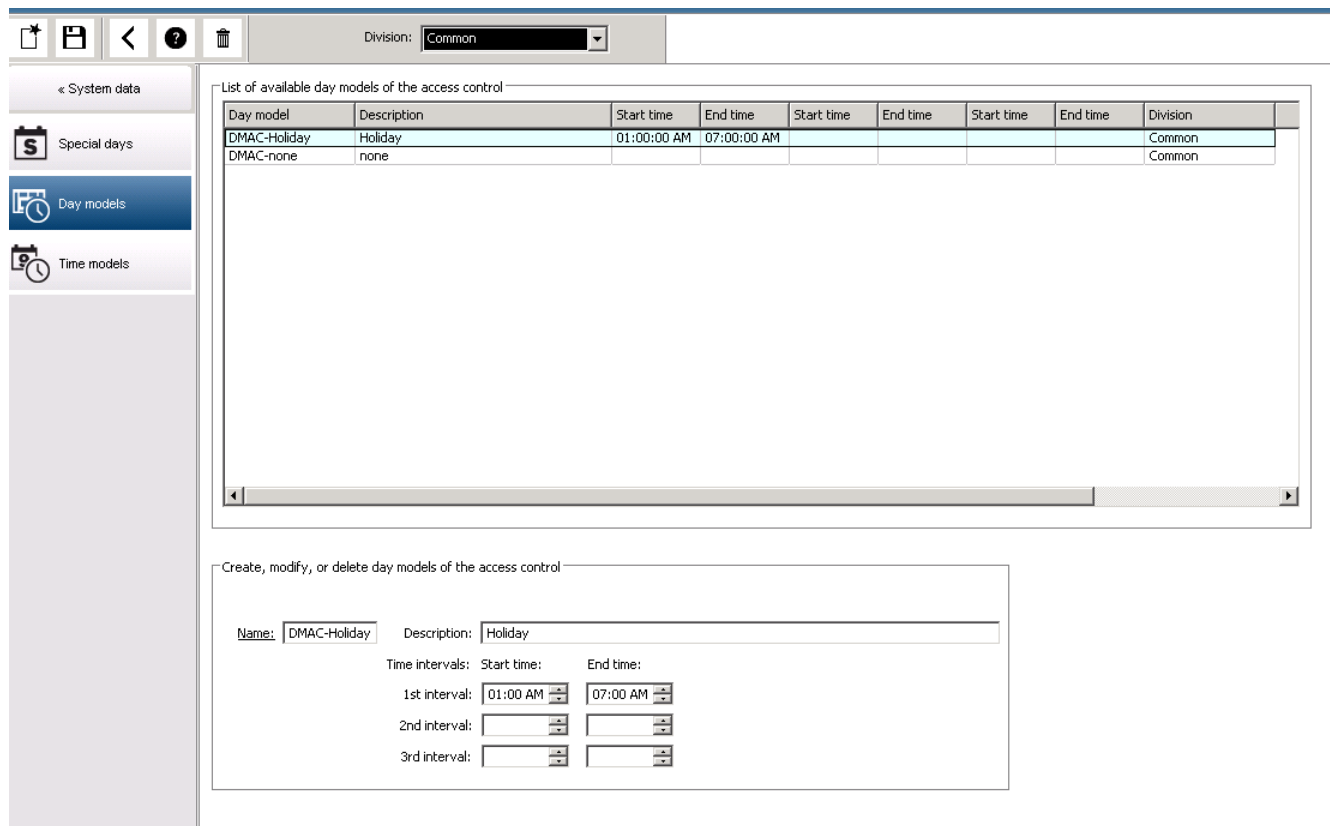 Division: Common
« System data
Special days
Day models
Time models
List of available day models of the access control
Day model Description Start time End time Start time End time Start time End time Division
DMAC-Holiday Holiday 01:00:00 AM 07:00:00 AM Common
DMAC-none none Common
Create, modify, or delete day models of the access control
Name: DMAC-Holiday Description: Holiday
Time intervals: Start time: End time:
1st interval: 01:00 AM 07:00 AM
2nd interval:
3rd interval: